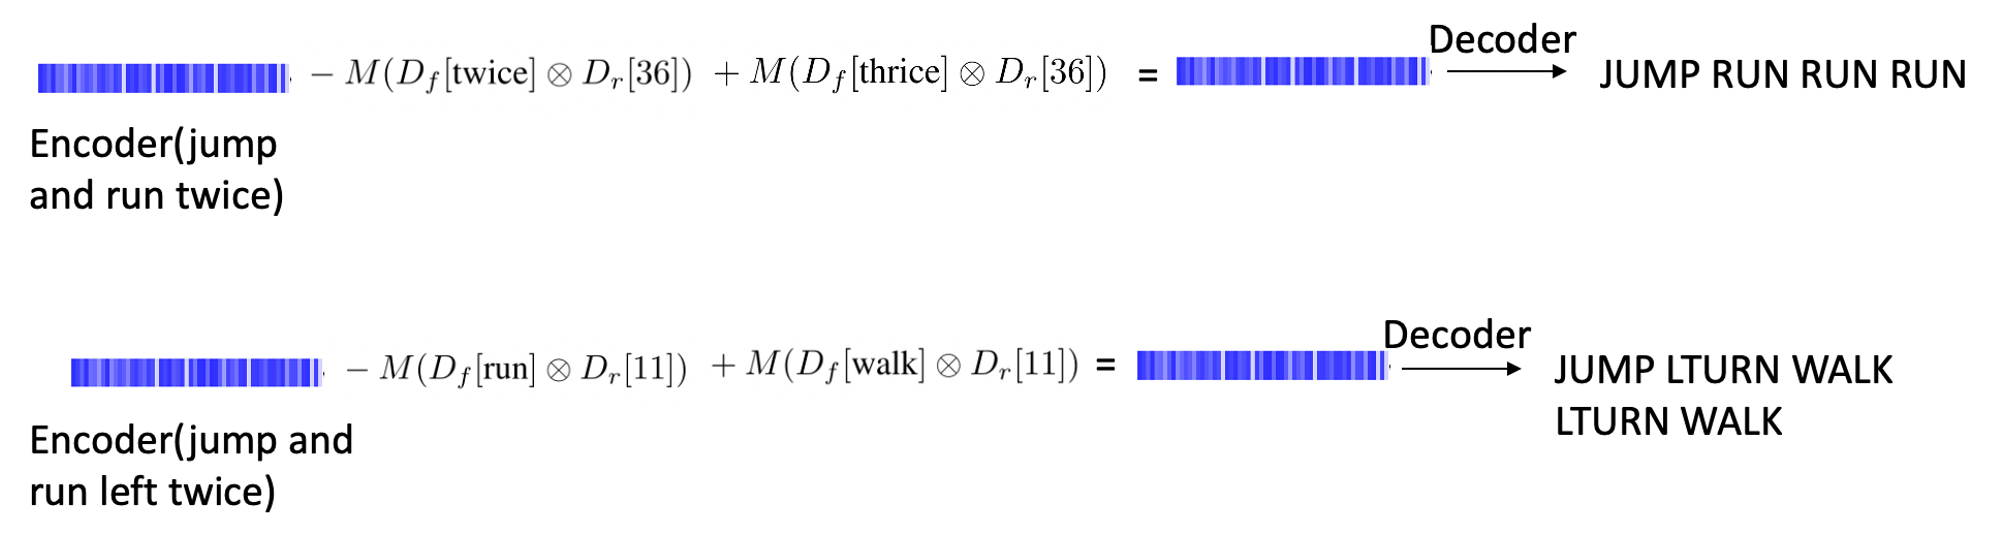 Decoder
− M(D_f[twice] ⊗ D_r[36]) + M(D_f[thrice] ⊗ D_r[36]) = JUMP RUN RUN RUN
Encoder(jump
and run twice)
Decoder
− M(D_f[run] ⊗ D_r[11]) + M(D_f[walk] ⊗ D_r[11]) = JUMP LTURN WALK
LTURN WALK
Encoder(jump and
run left twice)